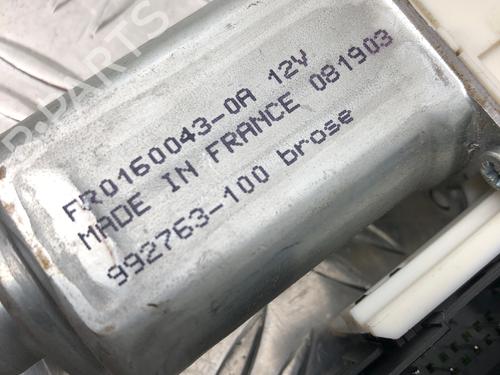 FR0160043-0A 12V
MADE IN FRANCE 081903
992763-100 brose